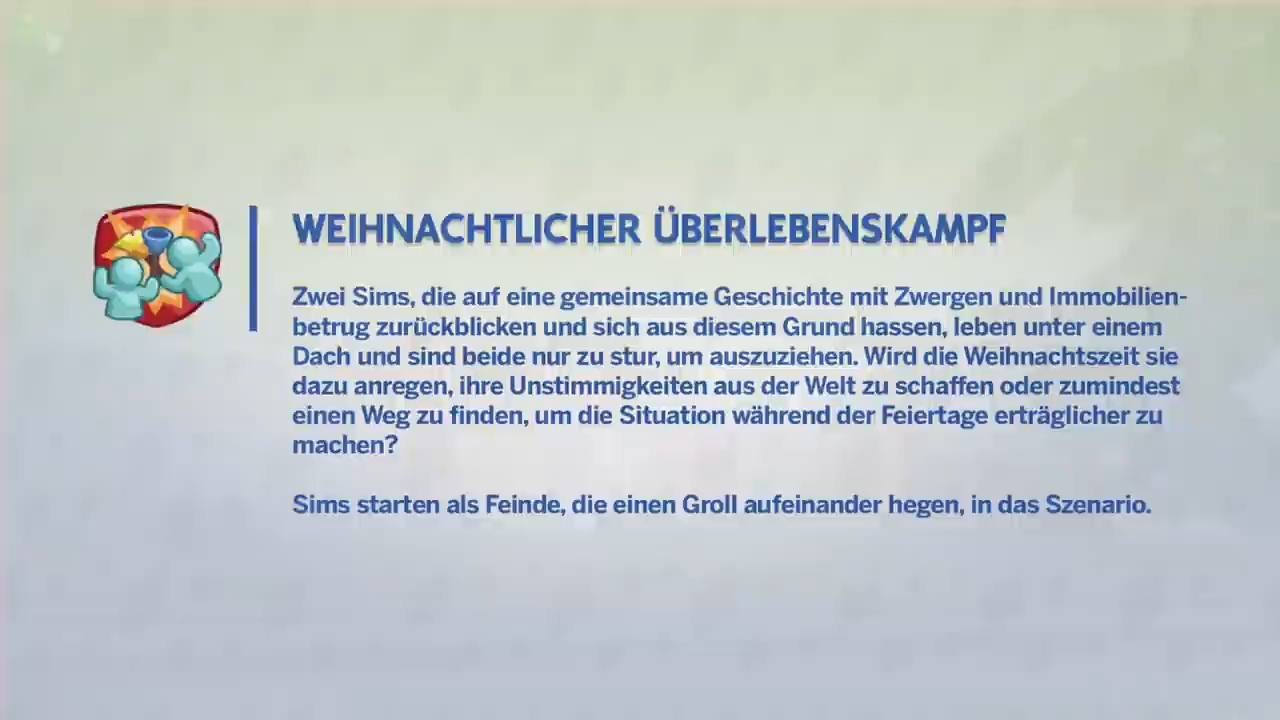 WEIHNACHTLICHER ÜBERLEBENSKAMPF
Zwei Sims, die auf eine gemeinsame Geschichte mit Zwergen und Immobilien-
betrug zurückblicken und sich aus diesem Grund hassen, leben unter einem
Dach und sind beide nur zu stur, um auszuziehen. Wird die Weihnachtszeit sie
dazu anregen, ihre Unstimmigkeiten aus der Welt zu schaffen oder zumindest
einen Weg zu finden, um die Situation während der Feiertage erträglicher zu
machen?
Sims starten als Feinde, die einen Groll aufeinander hegen, in das Szenario.